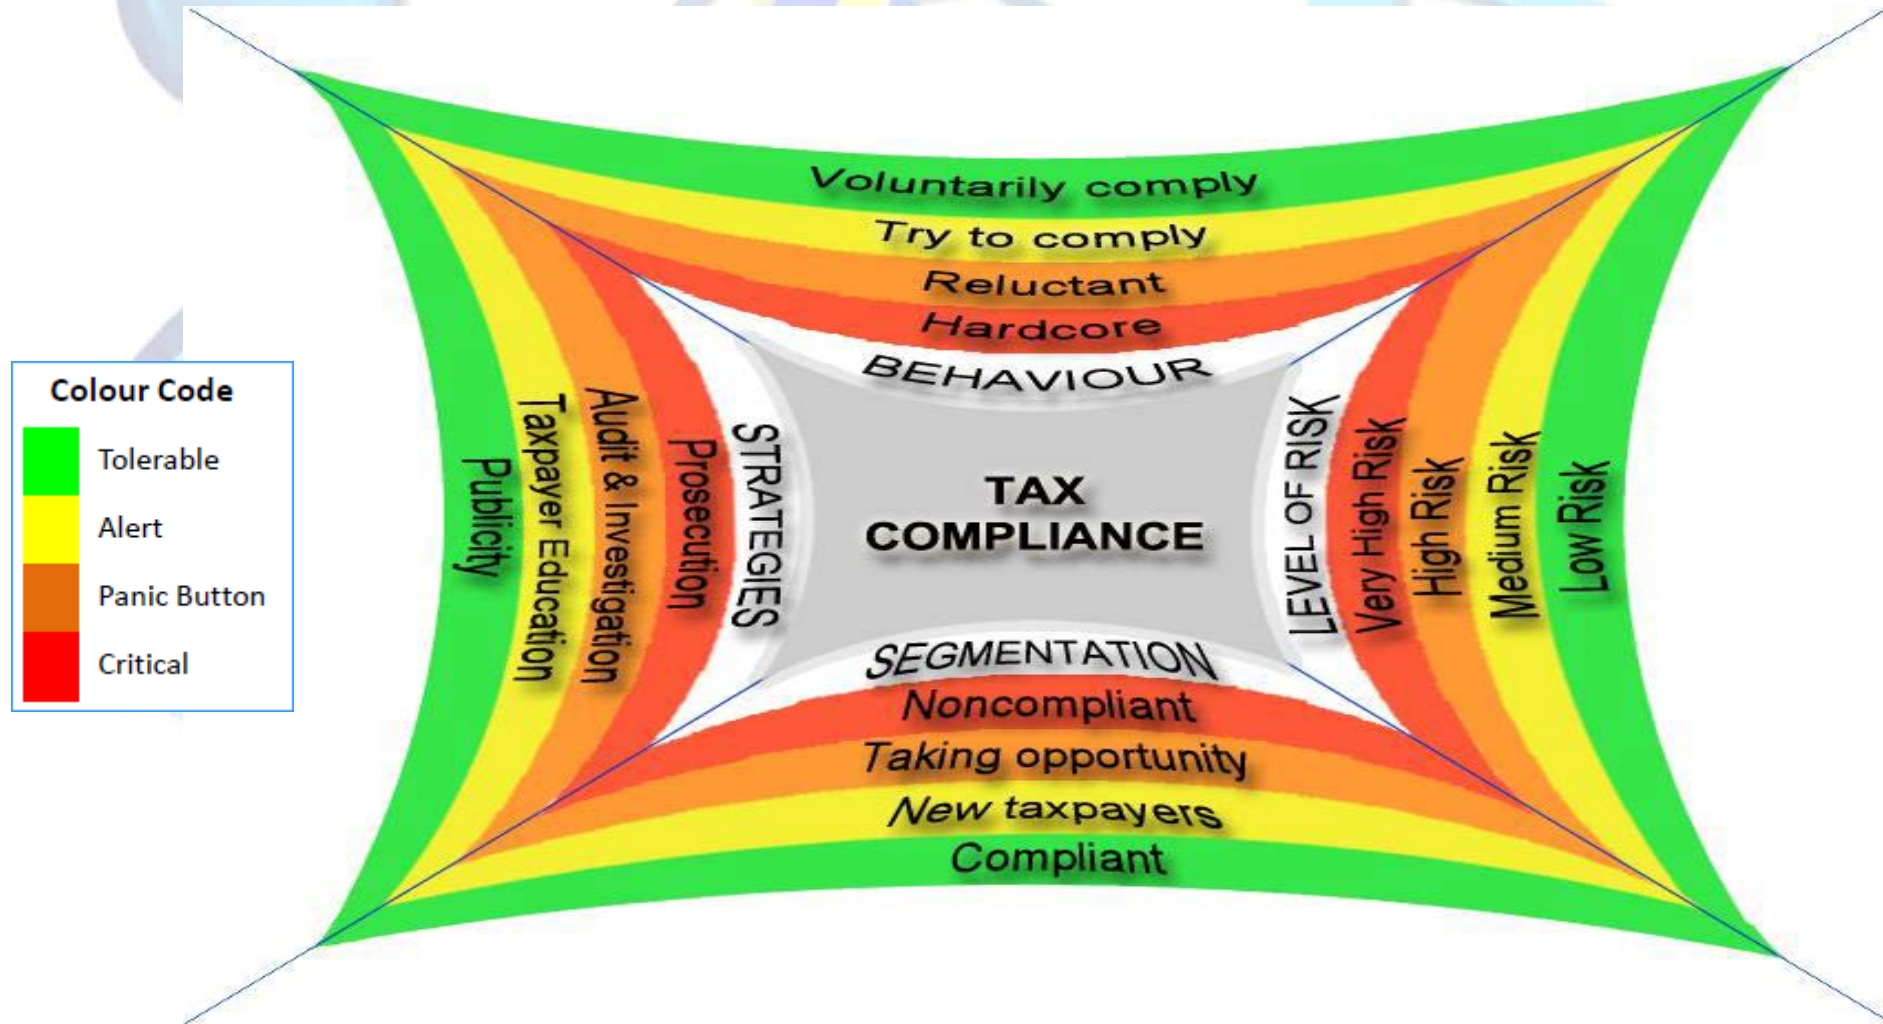 Voluntarily comply
Try to comply
Reluctant
Hardcore
BEHAVIOUR
Colour Code
Tolerable
Alert
Panic Button
Critical
Publicity
Taxpayer Education
Audit & Investigation
Prosecution
STRATEGIES
TAX
COMPLIANCE
LEVEL OF RISK
Very High Risk
High Risk
Medium Risk
Low Risk
SEGMENTATION
Noncompliant
Taking opportunity
New taxpayers
Compliant